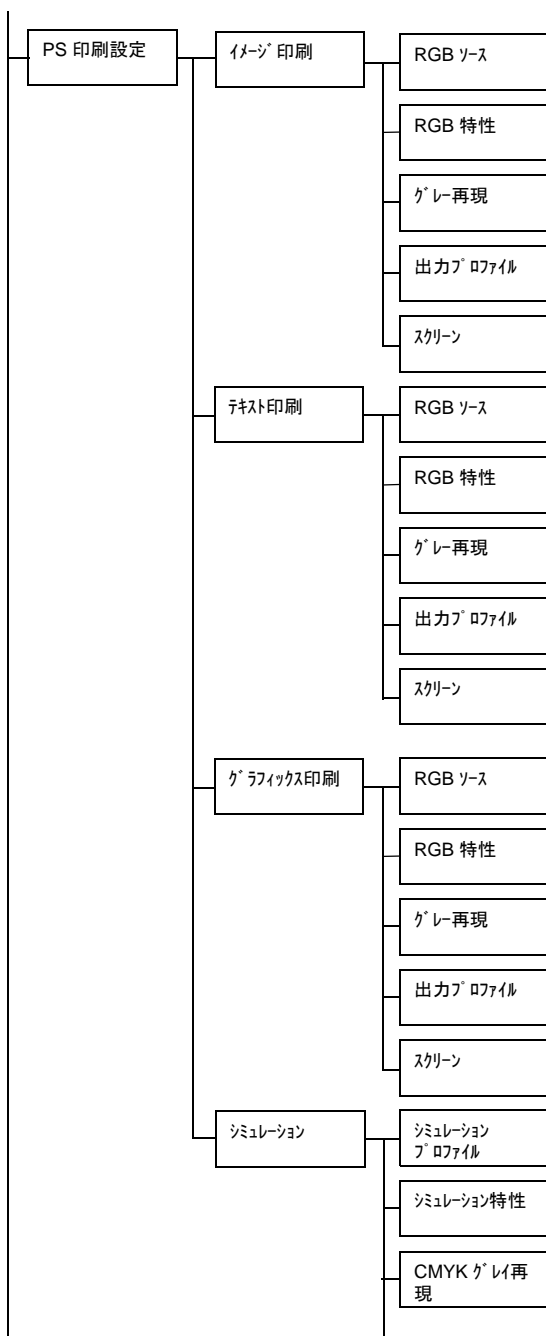 PS 印刷設定
ｲﾒｰｼﾞ 印刷
RGB ｿｰｽ
RGB 特性
ｸﾞﾚｰ再現
出力ﾌﾟﾛﾌｧｲﾙ
ｽｸﾘｰﾝ
ﾃｷｽﾄ印刷
RGB ｿｰｽ
RGB 特性
ｸﾞﾚｰ再現
出力ﾌﾟﾛﾌｧｲﾙ
ｽｸﾘｰﾝ
ｸﾞﾗﾌｨｯｸｽ印刷
RGB ｿｰｽ
RGB 特性
ｸﾞﾚｰ再現
出力ﾌﾟﾛﾌｧｲﾙ
ｽｸﾘｰﾝ
ｼﾐｭﾚｰｼｮﾝ
ｼﾐｭﾚｰｼｮﾝ
ﾌﾟﾛﾌｧｲﾙ
ｼﾐｭﾚｰｼｮﾝ特性
CMYK ｸﾞﾚｲ再
現